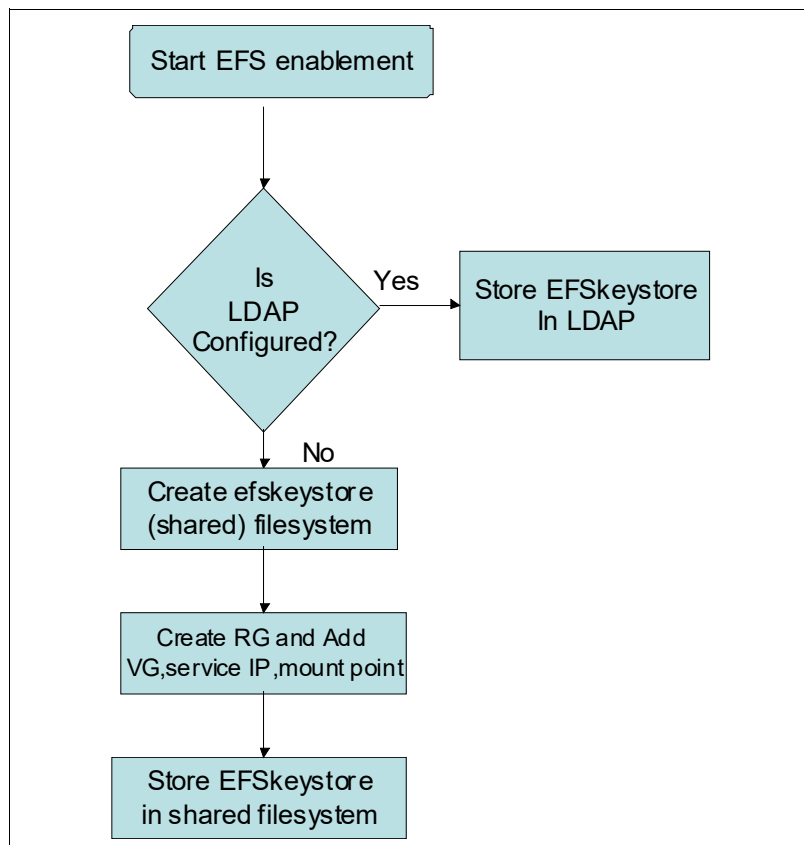 Start EFS enablement
Is
LDAP
Configured?
Yes
Store EFSkeystore
In LDAP
No
Create efskeystore
(shared) filesystem
Create RG and Add
VG,service IP,mount point
Store EFSkeystore
in shared filesystem